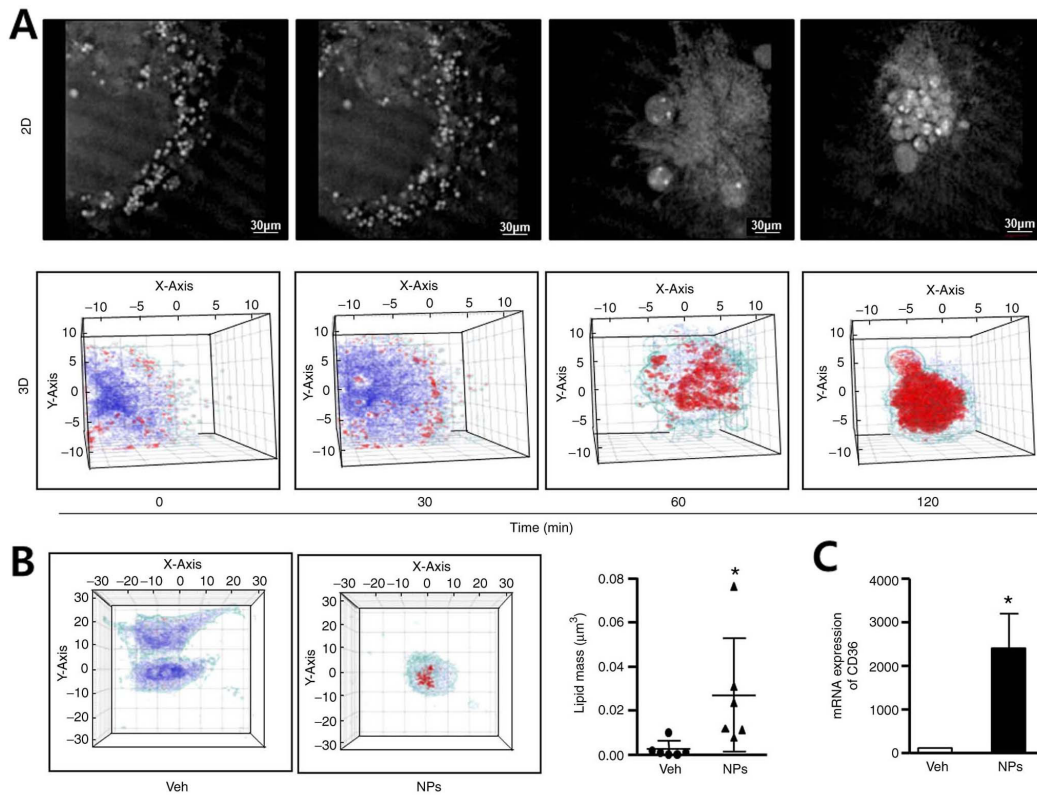 A
2D
30µm
30µm
30µm
30µm
3D
X-Axis
−10 −5 0 5 10
Y-Axis
10
5
0
−5
−10
X-Axis
−10 −5 0 5 10
Y-Axis
10
5
0
−5
−10
X-Axis
−10 −5 0 5 10
Y-Axis
10
5
0
−5
−10
X-Axis
−10 −5 0 5 10
Y-Axis
10
5
0
−5
−10
0 30 60 120
Time (min)
B
X-Axis
−30 −20 −10 0 10 20 30
Y-Axis
30
20
10
0
−10
−20
−30
Veh
X-Axis
−30 −20 −10 0 10 20 30
Y-Axis
30
20
10
0
−10
−20
−30
NPs
Lipid mass (µm³)
0.08
0.06
0.04
0.02
0.00
*
Veh NPs
C
mRNA expression
of CD36
4000
3000
2000
1000
0
*
Veh NPs